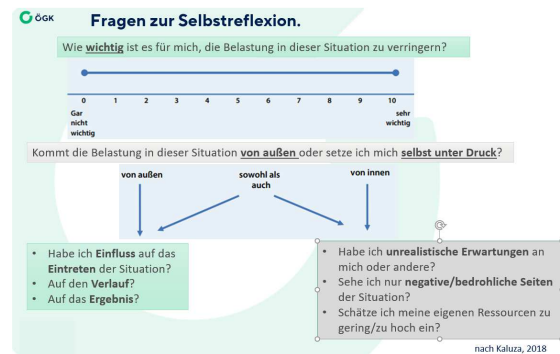 ÖGK
Fragen zur Selbstreflexion.
Wie wichtig ist es für mich, die Belastung in dieser Situation zu verringern?
0 1 2 3 4 5 6 7 8 9 10
Gar
nicht
wichtig
sehr
wichtig
Kommt die Belastung in dieser Situation von außen oder setze ich mich selbst unter Druck?
von außen
sowohl als
auch
von innen
• Habe ich Einfluss auf das
Eintreten der Situation?
• Auf den Verlauf?
• Auf das Ergebnis?
• Habe ich unrealistische Erwartungen an
mich oder andere?
• Sehe ich nur negative/bedrohliche Seiten
der Situation?
• Schätze ich meine eigenen Ressourcen zu
gering/zu hoch ein?
nach Kaluza, 2018